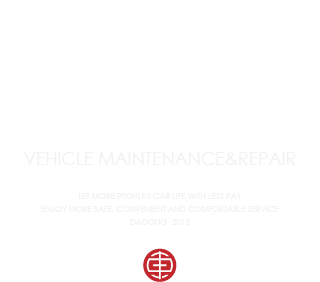 VEHICLE MAINTENANCE&REPAIR
LET MORE PEOPLE'S CAR LIFE WITH LESS PAY
ENJOY MORE SAFE, CONVENIENT AND COMFORTABLE SERVICE
DADONG 2015